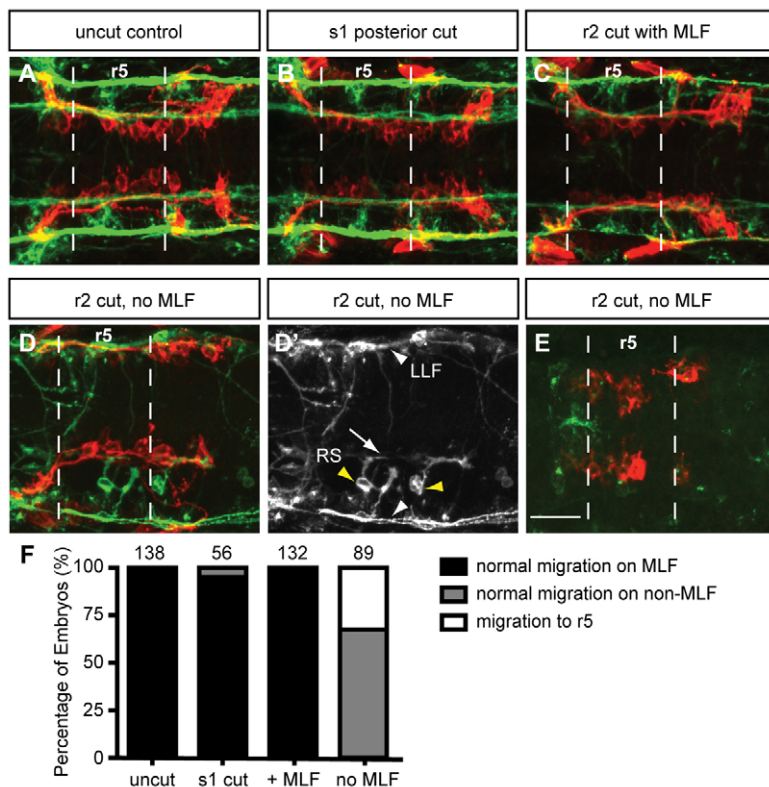 uncut control
s1 posterior cut
r2 cut with MLF
A
r5
B
r5
C
r5
r2 cut, no MLF
r2 cut, no MLF
r2 cut, no MLF
D
r5
D'
LLF
RS
E
r5
F
138
56
132
89
Percentage of Embryos (%)
100
75
50
25
0
uncut
s1 cut
+ MLF
no MLF
normal migration on MLF
normal migration on non-MLF
migration to r5